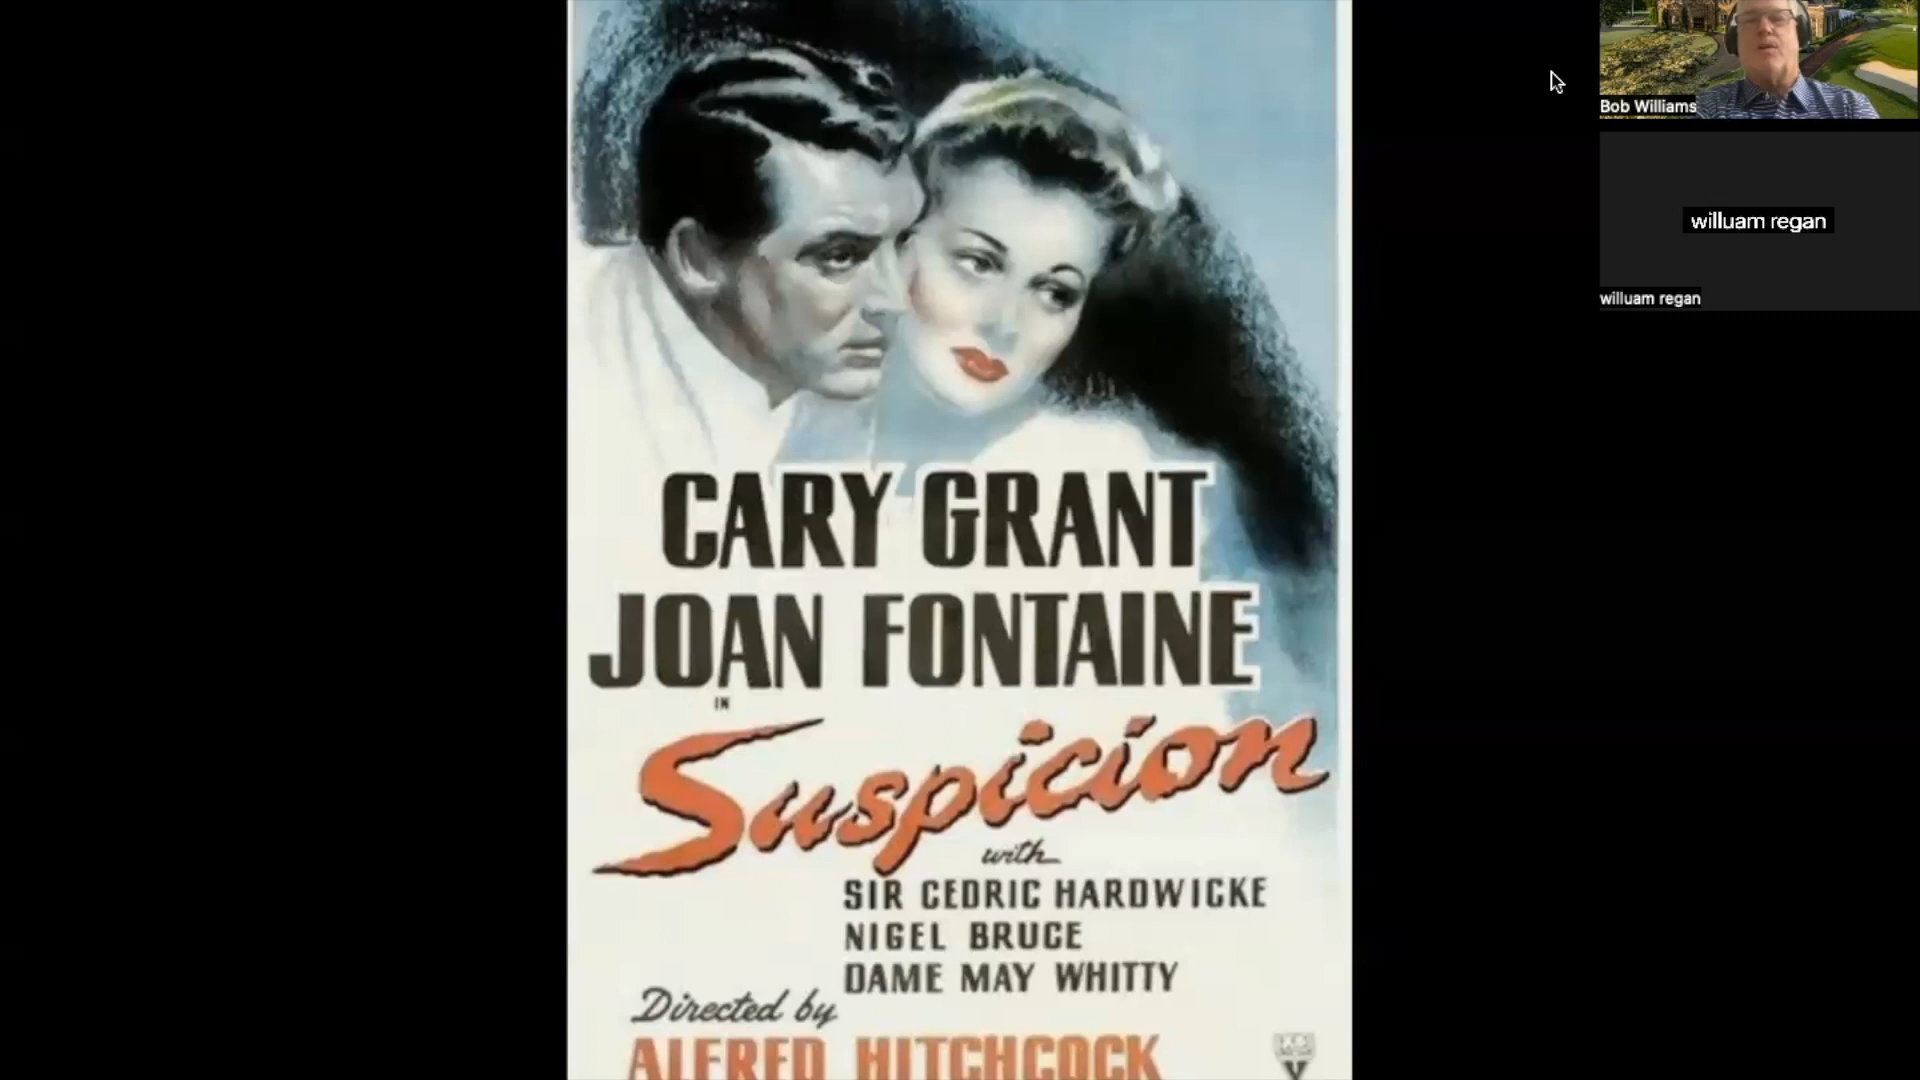 CARY GRANT
JOAN FONTAINE
IN
Suspicion
with
SIR CEDRIC HARDWICKE
NIGEL BRUCE
DAME MAY WHITTY
Directed by
ALFRED HITCHCOCK
Bob Williams
willuam regan
willuam regan